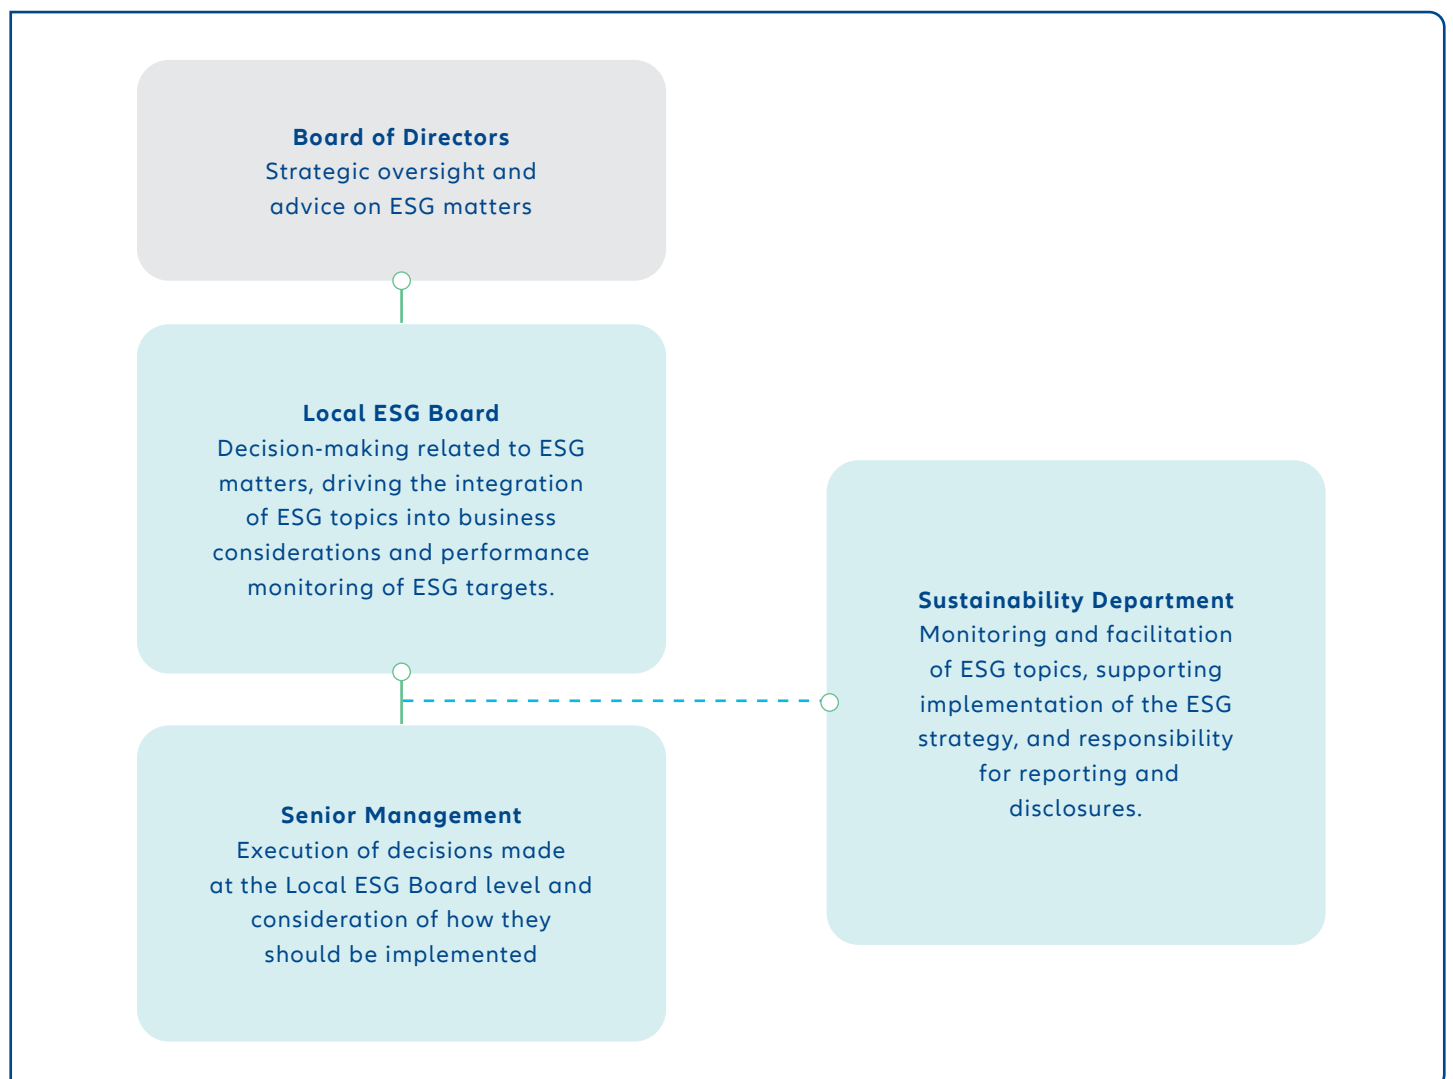 Board of Directors
Strategic oversight and
advice on ESG matters
Local ESG Board
Decision-making related to ESG
matters, driving the integration
of ESG topics into business
considerations and performance
monitoring of ESG targets.
Sustainability Department
Monitoring and facilitation
of ESG topics, supporting
implementation of the ESG
strategy, and responsibility
for reporting and
disclosures.
Senior Management
Execution of decisions made
at the Local ESG Board level and
consideration of how they
should be implemented